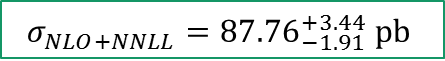 σ_{NLO+NNLL} = 87.76^{+3.44}_{-1.91} pb